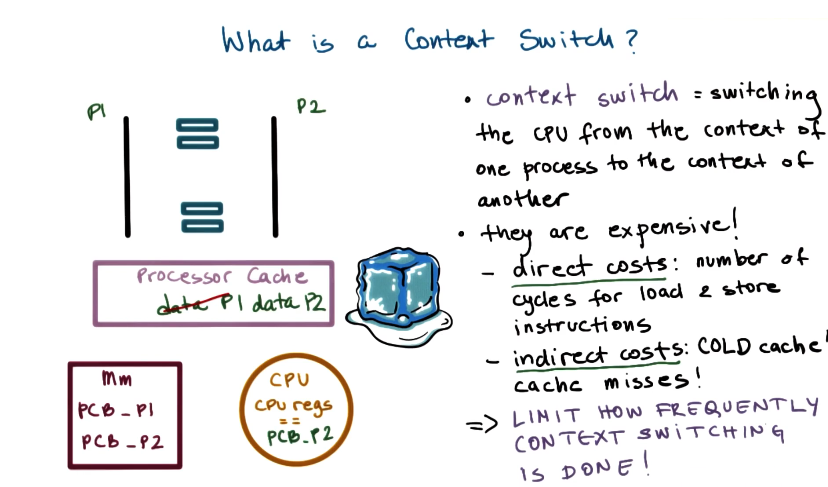 What is a Context Switch?
P1
P2
Processor Cache
data P1 data P2
Mm
PCB_P1
PCB_P2
CPU
CPU regs
==
PCB_P2
• context switch = switching
the CPU from the context of
one process to the context of
another
• they are expensive!
- direct costs: number of
cycles for load & store
instructions
- indirect costs: COLD cache!
cache misses!
=> LIMIT HOW FREQUENTLY
CONTEXT SWITCHING
IS DONE!